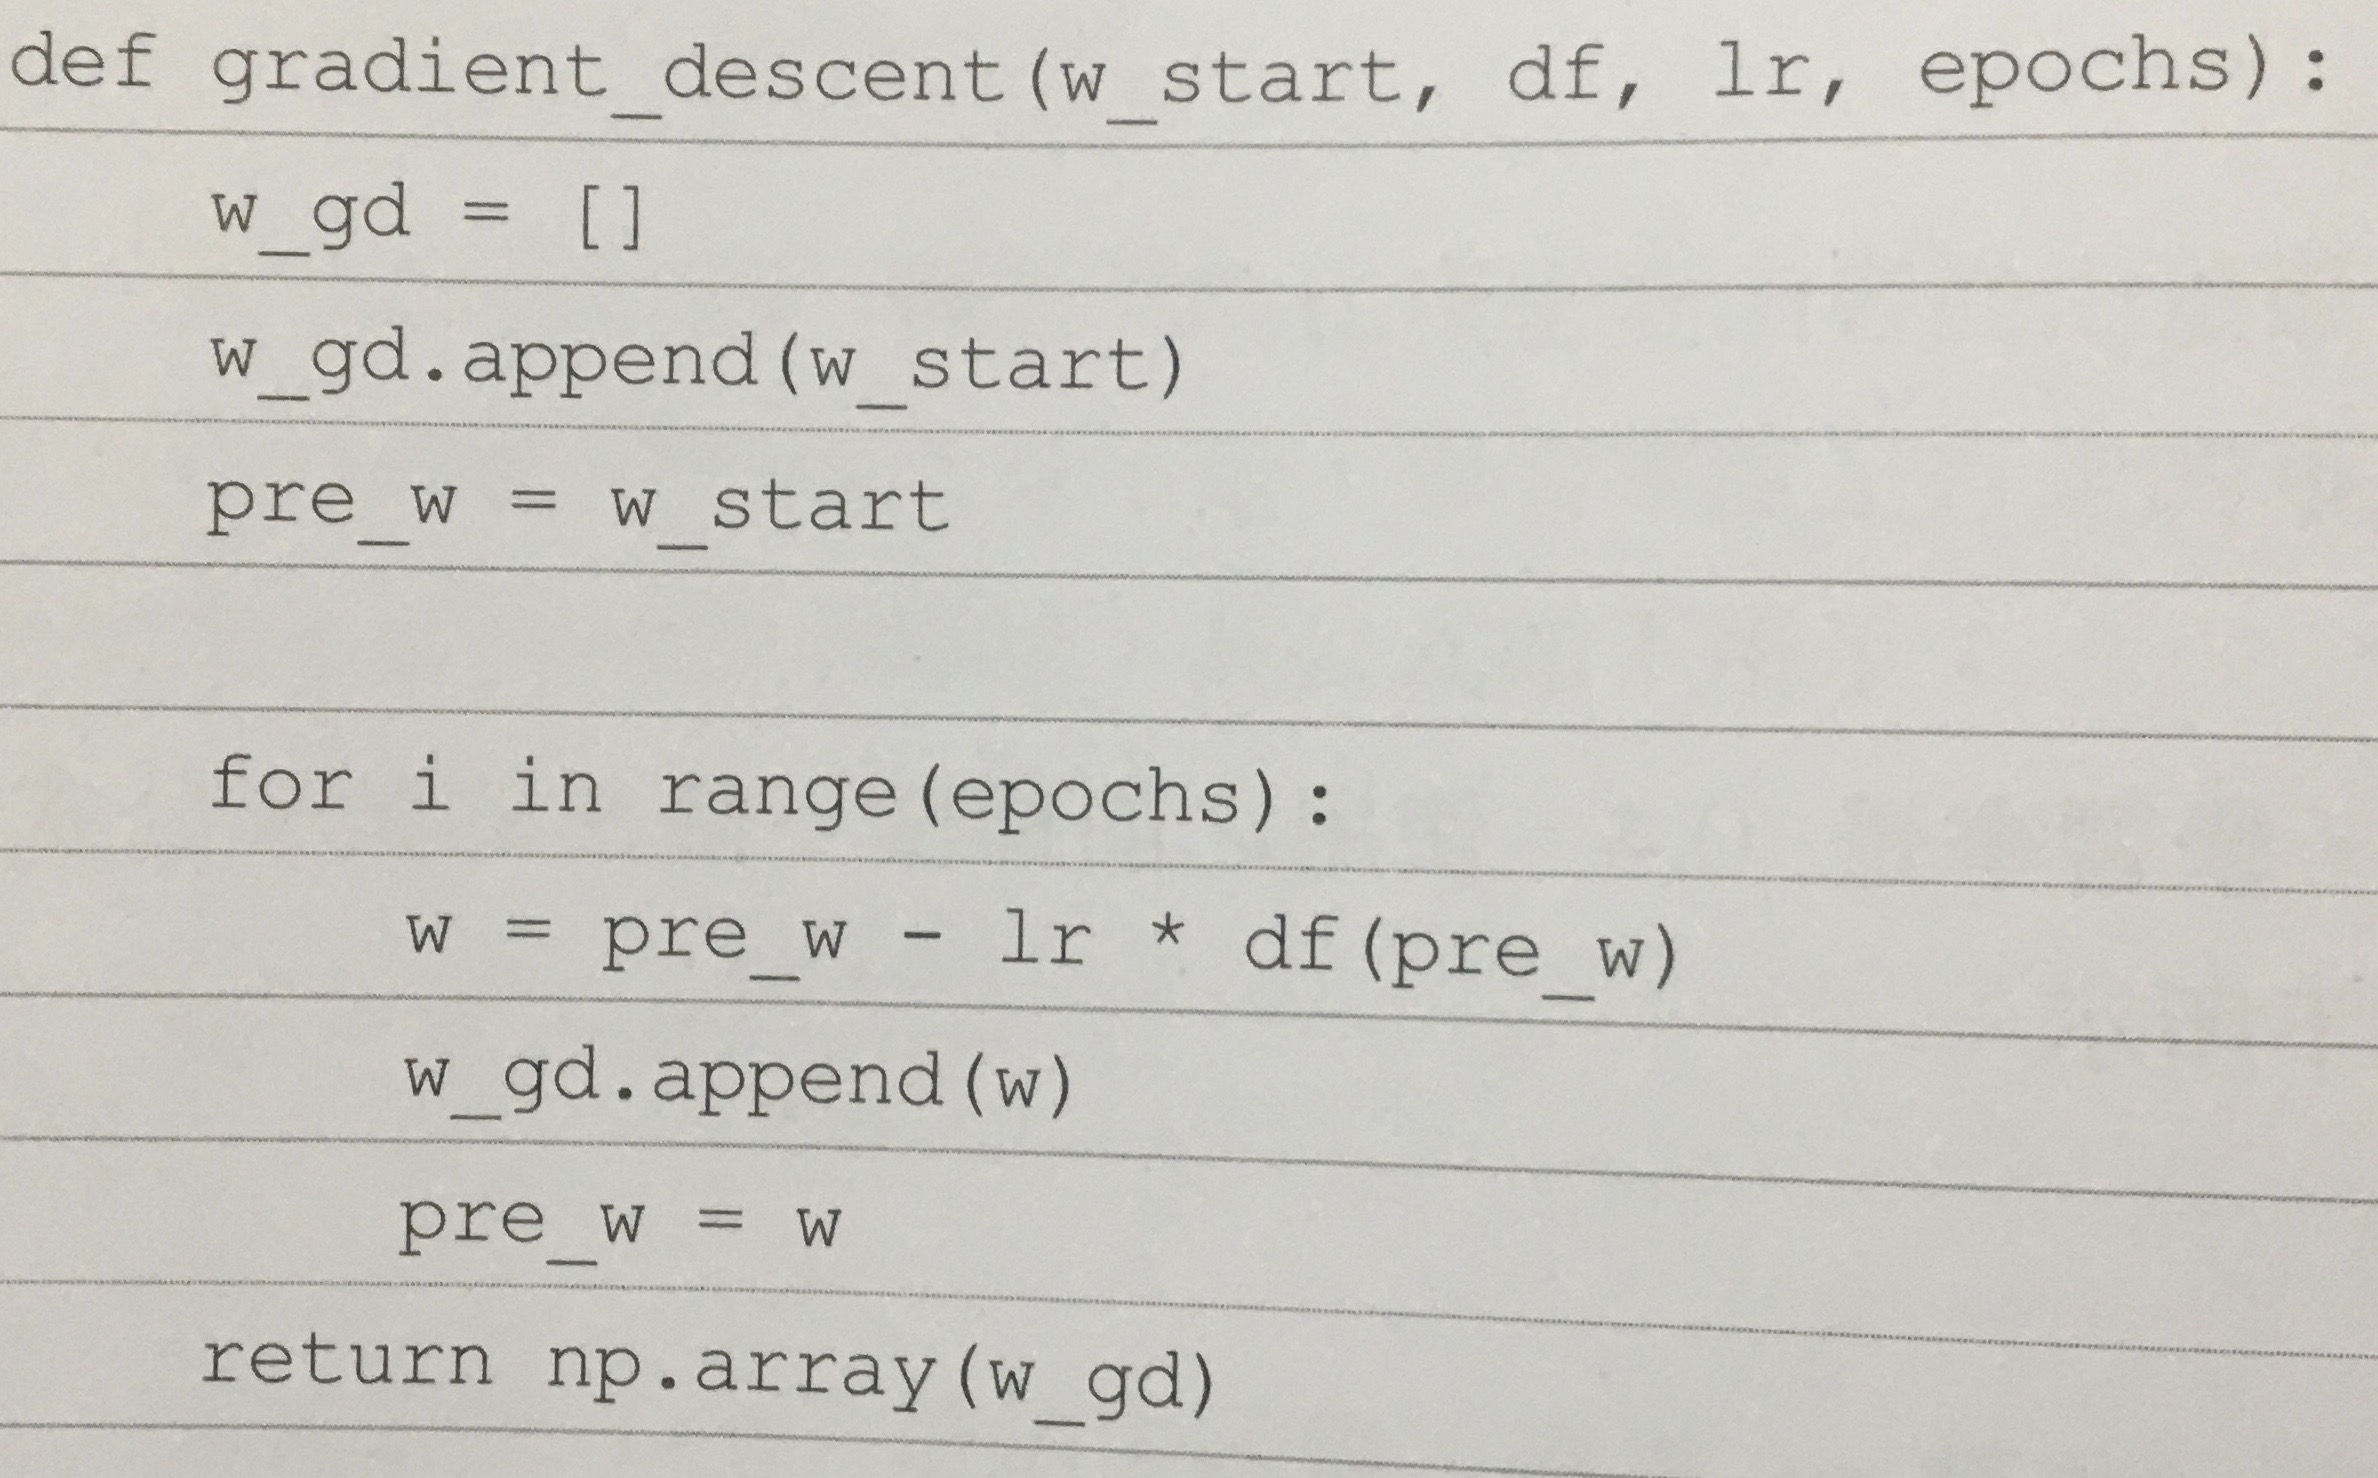 def gradient_descent(w_start, df, lr, epochs):
    w_gd = []
    w_gd.append(w_start)
    pre_w = w_start
    for i in range(epochs):
        w = pre_w - lr * df(pre_w)
        w_gd.append(w)
        pre_w = w
    return np.array(w_gd)